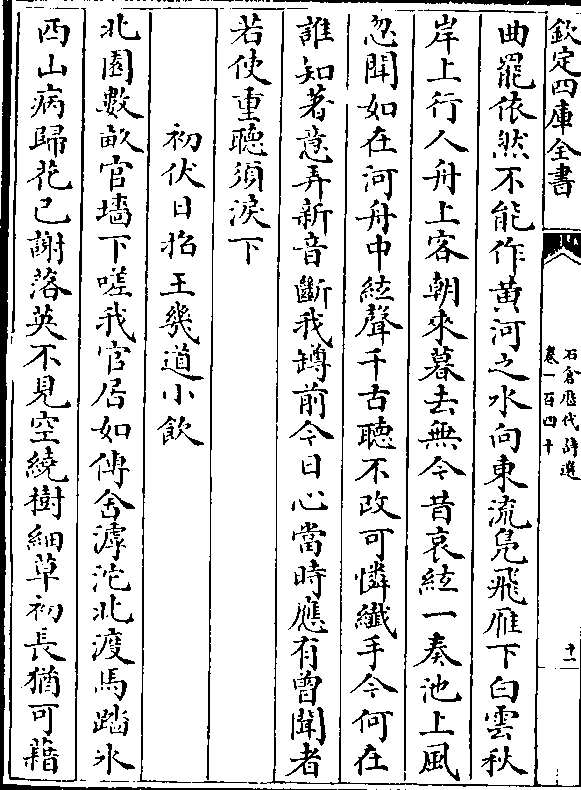 欽定四庫全書
石倉歴代詩選
卷一百四十
十一
曲罷依然不能作黄河之水向東流鳬飛雁下白雲秋
岸上行人舟上客朝來暮去無今昔哀絃一奏池上風
忽聞如在河舟中絃聲千古聽不改可憐纖手今何在
誰知著意弄新音斷我罇前今日心當時應有曾聞者
若使重聽須淚下
初伏日招王幾道小飲
北園數畝官墻下嗟我官居如傳舍滹沱北渡馬踏氷
西山病歸花已謝落英不見空繞樹細草初長猶可藉